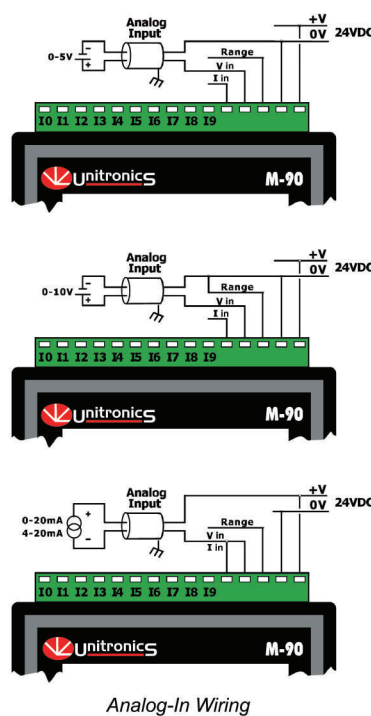 Analog
Input
+V
0V 24VDC
0-5V
Range
V in
I in
I0 I1 I2 I3 I4 I5 I6 I7 I8 I9
UnitronicS M-90
Analog
Input
+V
0V 24VDC
0-10V
Range
V in
I in
I0 I1 I2 I3 I4 I5 I6 I7 I8 I9
UnitronicS M-90
Analog
Input
+V
0V 24VDC
0-20mA
4-20mA
Range
V in
I in
I0 I1 I2 I3 I4 I5 I6 I7 I8 I9
UnitronicS M-90
Analog-In Wiring